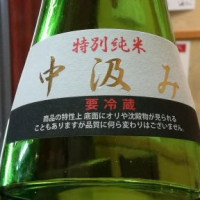 特別純米
中汲み
要冷蔵
商品の特性上 底面にオリや沈殿物が見られる
こともありますが品質に何ら変わりはございません。